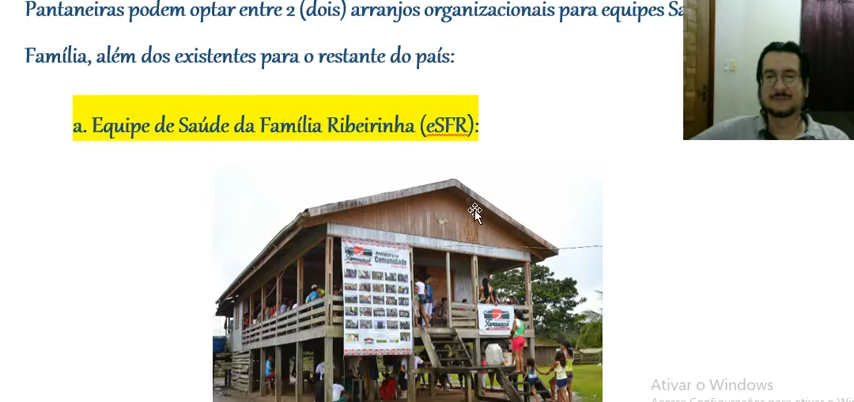 Pantaneiras podem optar entre 2 (dois) arranjos organizacionais para equipes
Família, além dos existentes para o restante do país:
a. Equipe de Saúde da Família Ribeirinha (eSFR):
Comunidade
Ativar o Windows